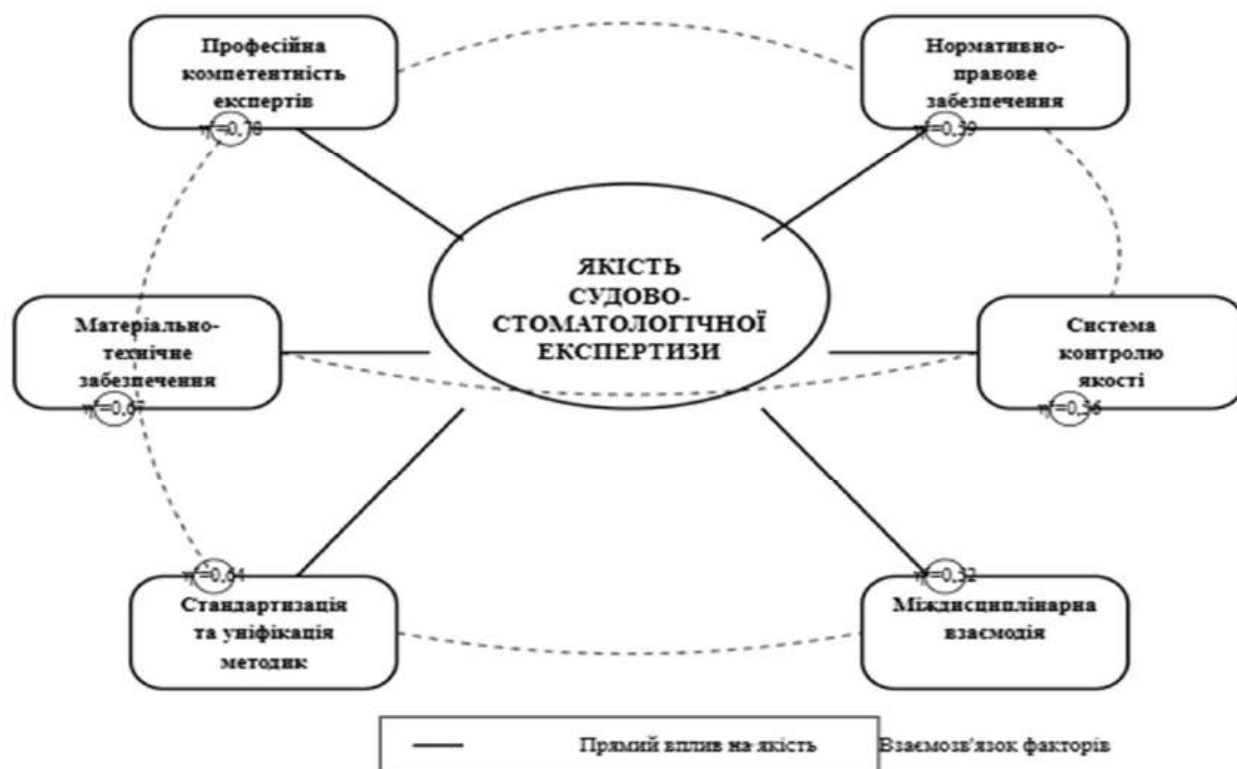 Професійна
компетентність
експертів
η²=0,78
Нормативно-
правове
забезпечення
η²=0,59
ЯКІСТЬ
СУДОВО-
СТОМАТОЛОГІЧНОЇ
ЕКСПЕРТИЗИ
Матеріально-
технічне
забезпечення
η²=0,67
Система
контролю
якості
η²=0,56
η²=0,64
Стандартизація
та уніфікація
методик
η²=0,52
Міждисциплінарна
взаємодія
Прямий вплив на якість
Взаємозв'язок факторів